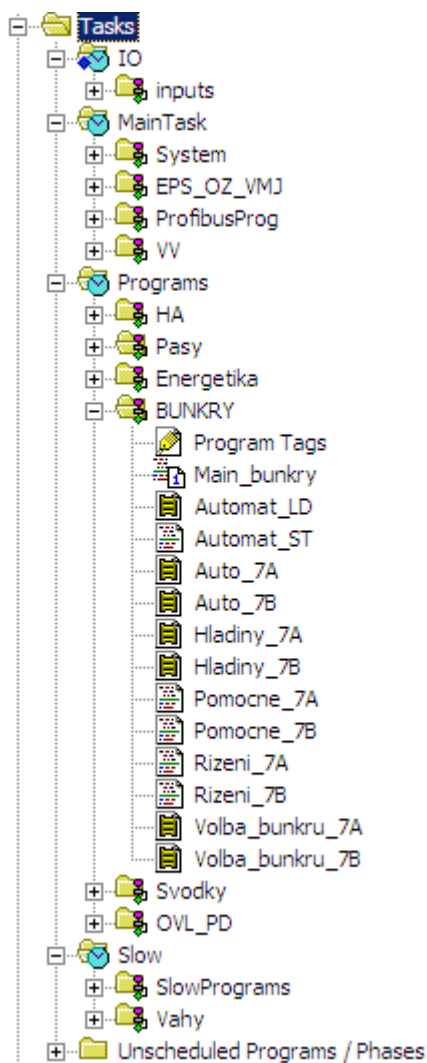 Tasks
IO
inputs
MainTask
System
EPS_OZ_VMJ
ProfibusProg
VV
Programs
HA
Pasy
Energetika
BUNKRY
Program Tags
Main_bunkry
Automat_LD
Automat_ST
Auto_7A
Auto_7B
Hladiny_7A
Hladiny_7B
Pomocne_7A
Pomocne_7B
Rizeni_7A
Rizeni_7B
Volba_bunkru_7A
Volba_bunkru_7B
Svodky
OVL_PD
Slow
SlowPrograms
Vahy
Unscheduled Programs / Phases